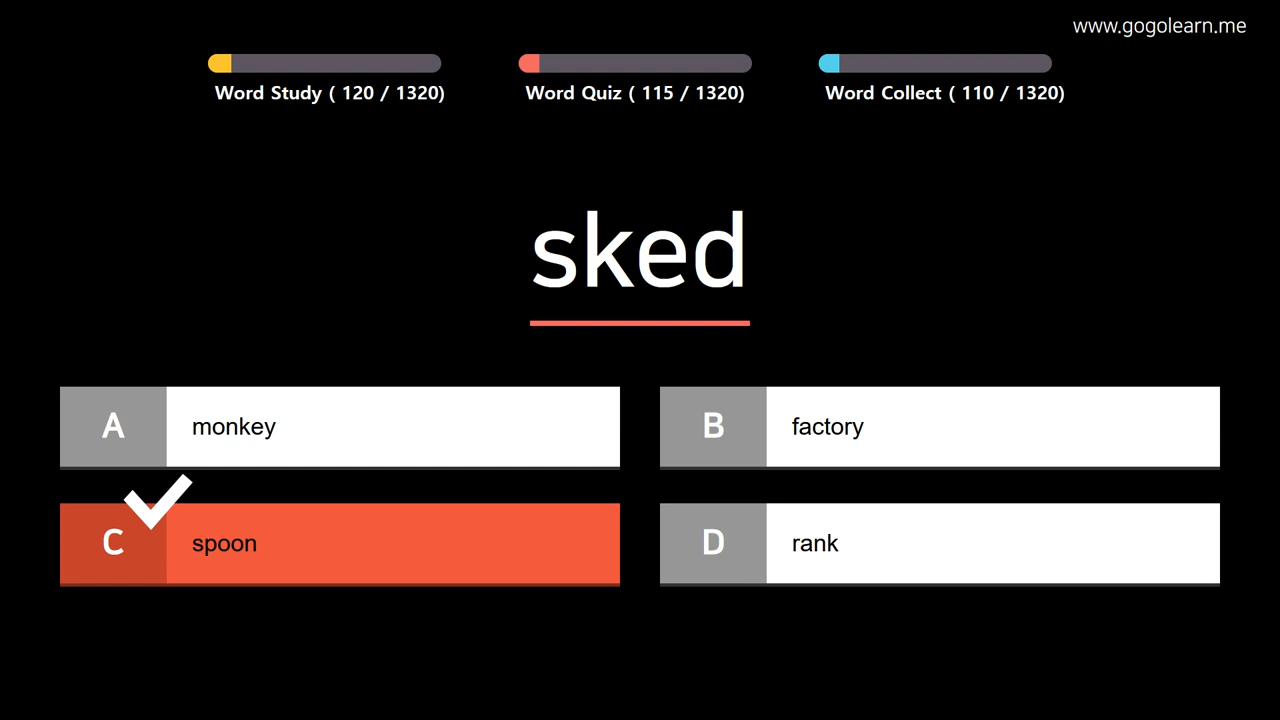 www.gogolearn.me
Word Study ( 120 / 1320)
Word Quiz ( 115 / 1320)
Word Collect ( 110 / 1320)
sked
A
monkey
B
factory
C
spoon
D
rank